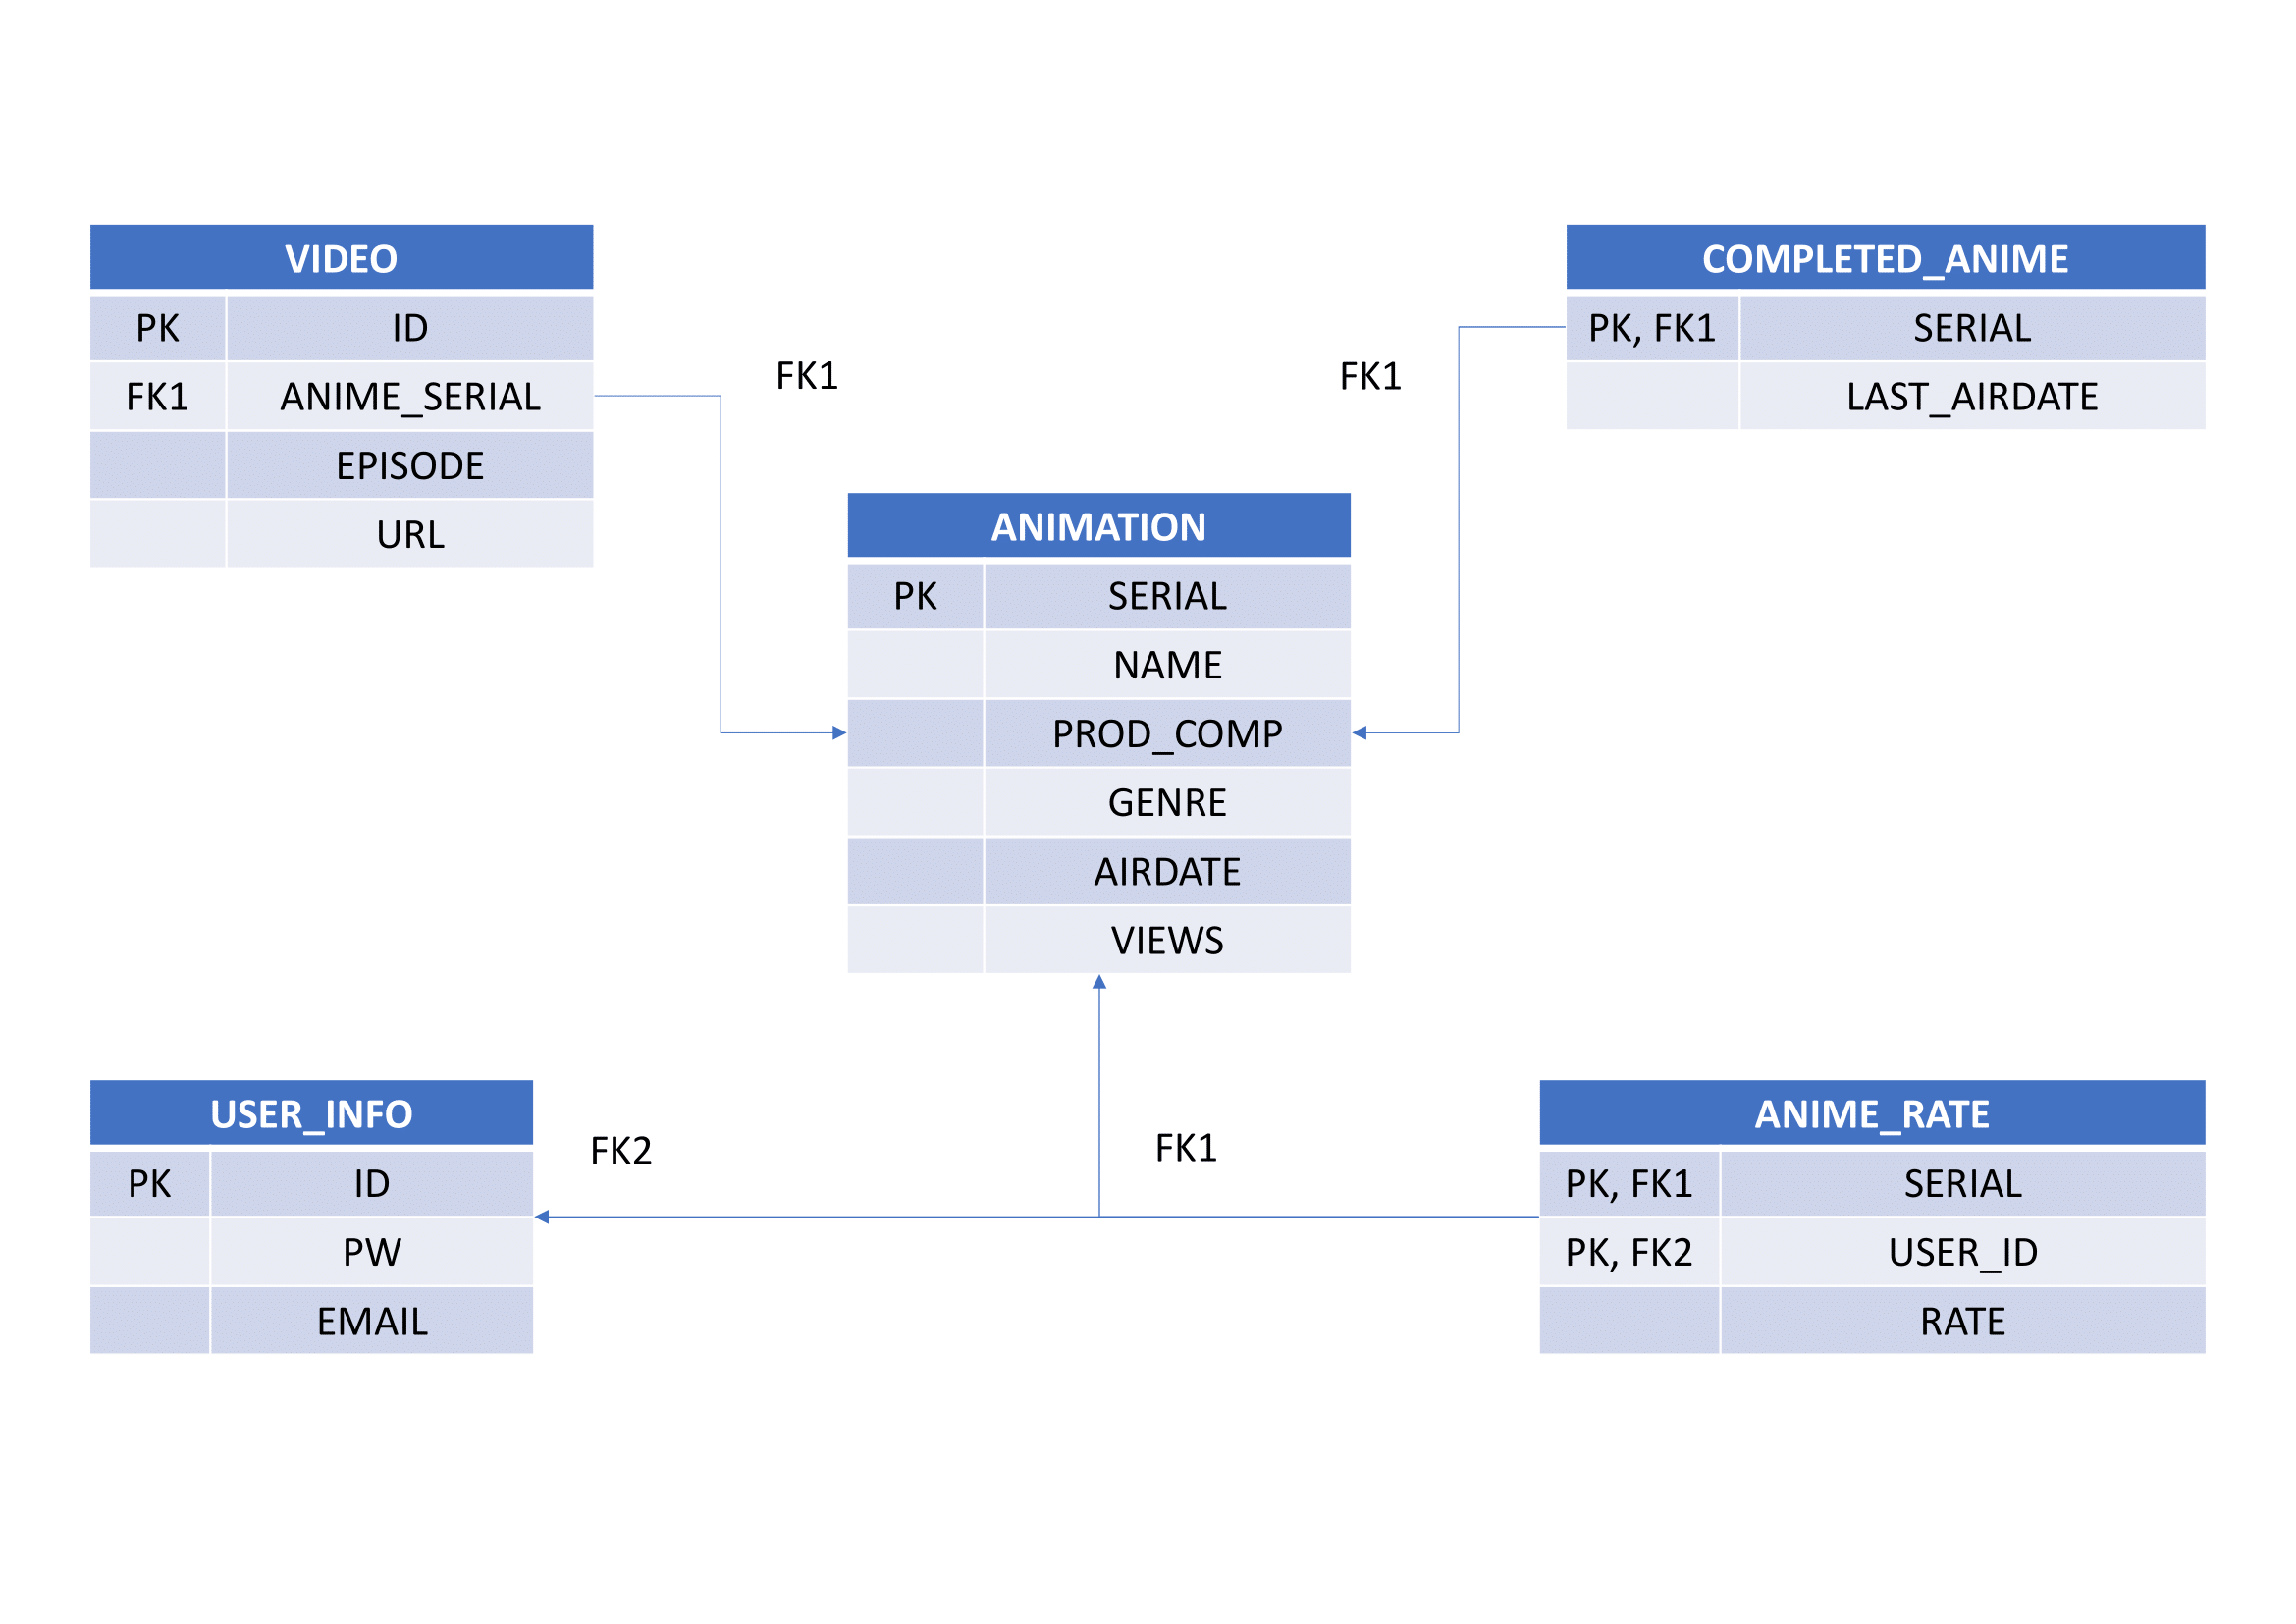 VIDEO
PK ID
FK1 ANIME_SERIAL
EPISODE
URL
FK1
FK1
COMPLETED_ANIME
PK, FK1 SERIAL
LAST_AIRDATE
ANIMATION
PK SERIAL
NAME
PROD_COMP
GENRE
AIRDATE
VIEWS
USER_INFO
PK ID
PW
EMAIL
FK2
FK1
ANIME_RATE
PK, FK1 SERIAL
PK, FK2 USER_ID
RATE